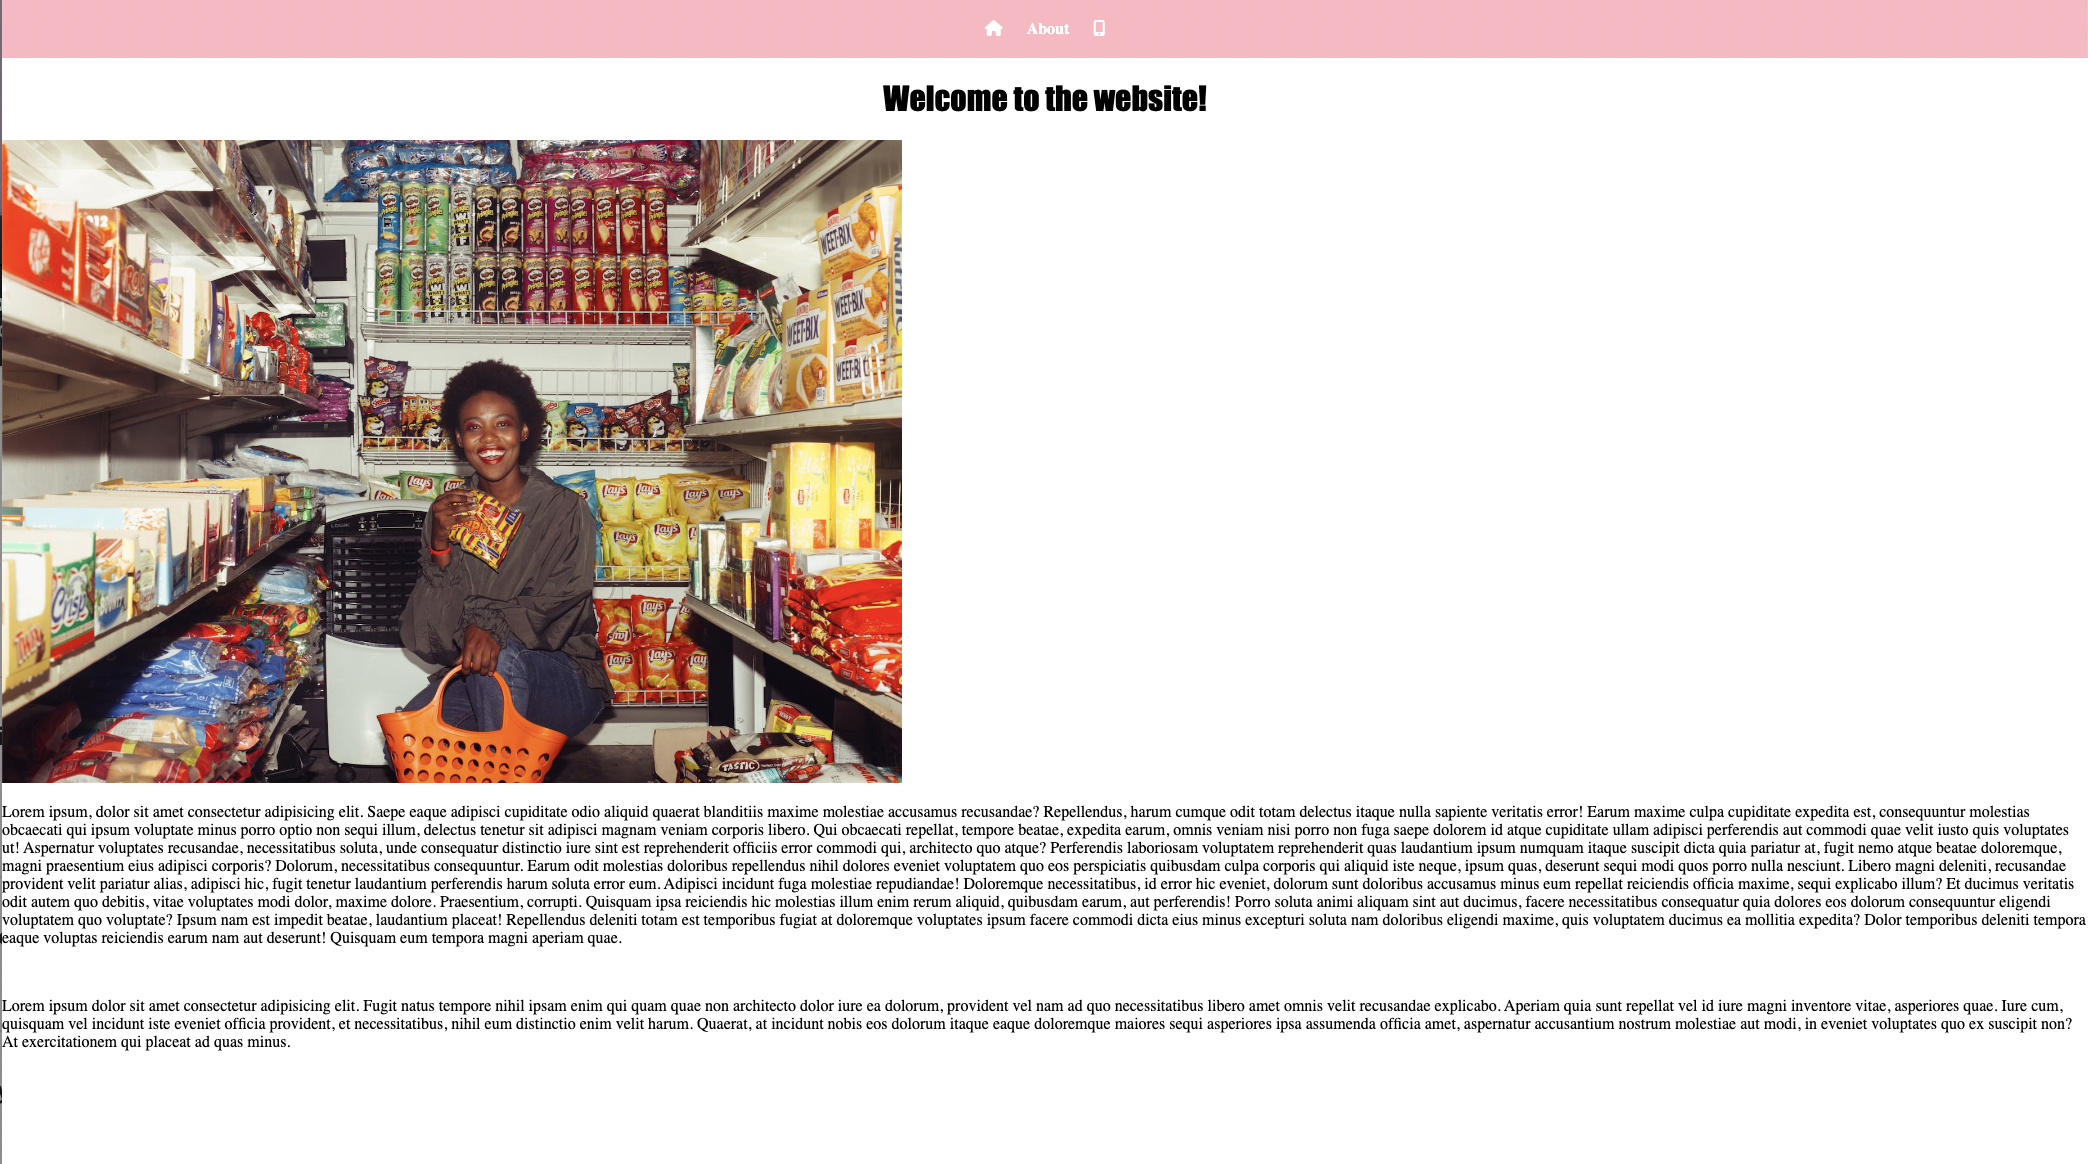 About
Welcome to the website!
KitKat
Pringles
WEET-BIX
WEET-BIX
WEET-BIX
WEET-BIX
Simba
Lay's
Lay's
Lay's
Lay's
Lay's
Lay's
Lay's
Lay's
Lay's
TASTIC
Lorem ipsum, dolor sit amet consectetur adipisicing elit. Saepe eaque adipisci cupiditate odio aliquid quaerat blanditiis maxime molestiae accusamus recusandae? Repellendus, harum cumque odit totam delectus itaque nulla sapiente veritatis error! Earum maxime culpa cupiditate expedita est, consequuntur molestias
obcaecati qui ipsum voluptate minus porro optio non sequi illum, delectus tenetur sit adipisci magnam veniam corporis libero. Qui obcaecati repellat, tempore beatae, expedita earum, omnis veniam nisi porro non fuga saepe dolorem id atque cupiditate ullam adipisci perferendis aut commodi quae velit iusto quis voluptates
ut! Aspernatur voluptates recusandae, necessitatibus soluta, unde consequatur distinctio iure sint est reprehenderit officiis error commodi qui, architecto quo atque? Perferendis laboriosam voluptatem reprehenderit quas laudantium ipsum numquam itaque suscipit dicta quia pariatur at, fugit nemo atque beatae doloremque,
magni praesentium eius adipisci corporis? Dolorum, necessitatibus consequuntur. Earum odit molestias doloribus repellendus nihil dolores eveniet voluptatem quo eos perspiciatis quibusdam culpa corporis qui aliquid iste neque, ipsum quas, deserunt sequi modi quos porro nulla nesciunt. Libero magni deleniti, recusandae
provident velit pariatur alias, adipisci hic, fugit tenetur laudantium perferendis harum soluta error eum. Adipisci incidunt fuga molestiae repudiandae! Doloremque necessitatibus, id error hic eveniet, dolorum sunt doloribus accusamus minus eum repellat reiciendis officia maxime, sequi explicabo illum? Et ducimus veritatis
odit autem quo debitis, vitae voluptates modi dolor, maxime dolore. Praesentium, corrupti. Quisquam ipsa reiciendis hic molestias illum enim rerum aliquid, quibusdam earum, aut perferendis! Porro soluta animi aliquam sint aut ducimus, facere necessitatibus consequatur quia dolores eos dolorum consequuntur eligendi
voluptatem quo voluptate? Ipsum nam est impedit beatae, laudantium placeat! Repellendus deleniti totam est temporibus fugiat at doloremque voluptates ipsum facere commodi dicta eius minus excepturi soluta nam doloribus eligendi maxime, quis voluptatem ducimus ea mollitia expedita? Dolor temporibus deleniti tempora
eaque voluptas reiciendis earum nam aut deserunt! Quisquam eum tempora magni aperiam quae.
Lorem ipsum dolor sit amet consectetur adipisicing elit. Fugit natus tempore nihil ipsam enim qui quam quae non architecto dolor iure ea dolorum, provident vel nam ad quo necessitatibus libero amet omnis velit recusandae explicabo. Aperiam quia sunt repellat vel id iure magni inventore vitae, asperiores quae. Iure cum,
quisquam vel incidunt iste eveniet officia provident, et necessitatibus, nihil eum distinctio enim velit harum. Quaerat, at incidunt nobis eos dolorum itaque eaque doloremque maiores sequi asperiores ipsa assumenda officia amet, aspernatur accusantium nostrum molestiae aut modi, in eveniet voluptates quo ex suscipit non?
At exercitationem qui placeat ad quas minus.